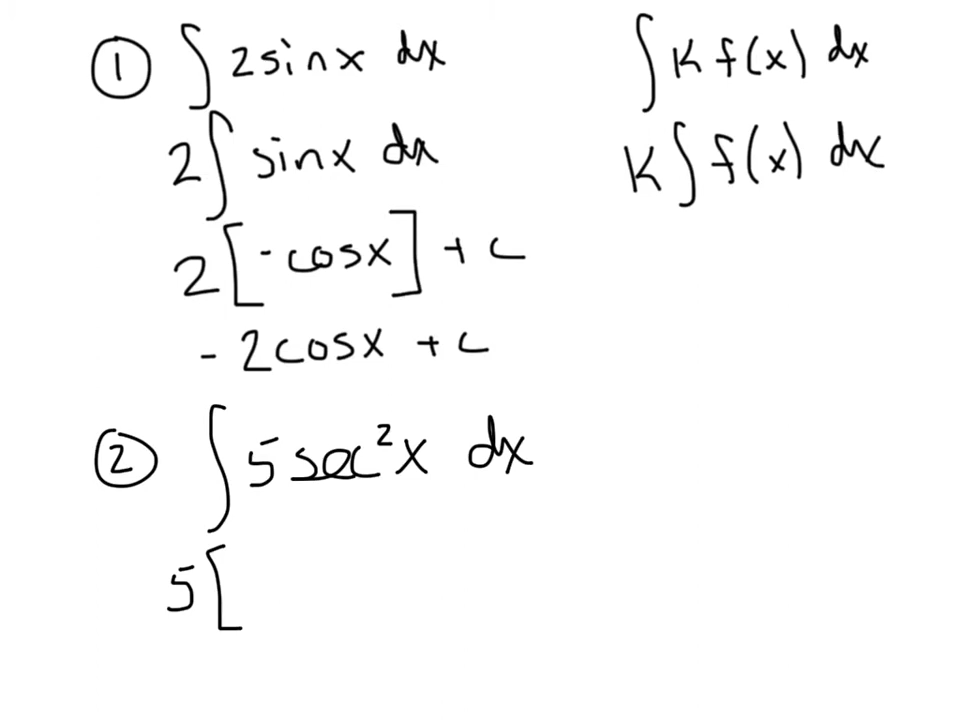 ① ∫ 2sinx dx
2∫ sinx dx
2[-cosx] + c
- 2cosx + c
② ∫ 5sec²x dx
5[
∫ K f(x) dx
K∫ f(x) dx